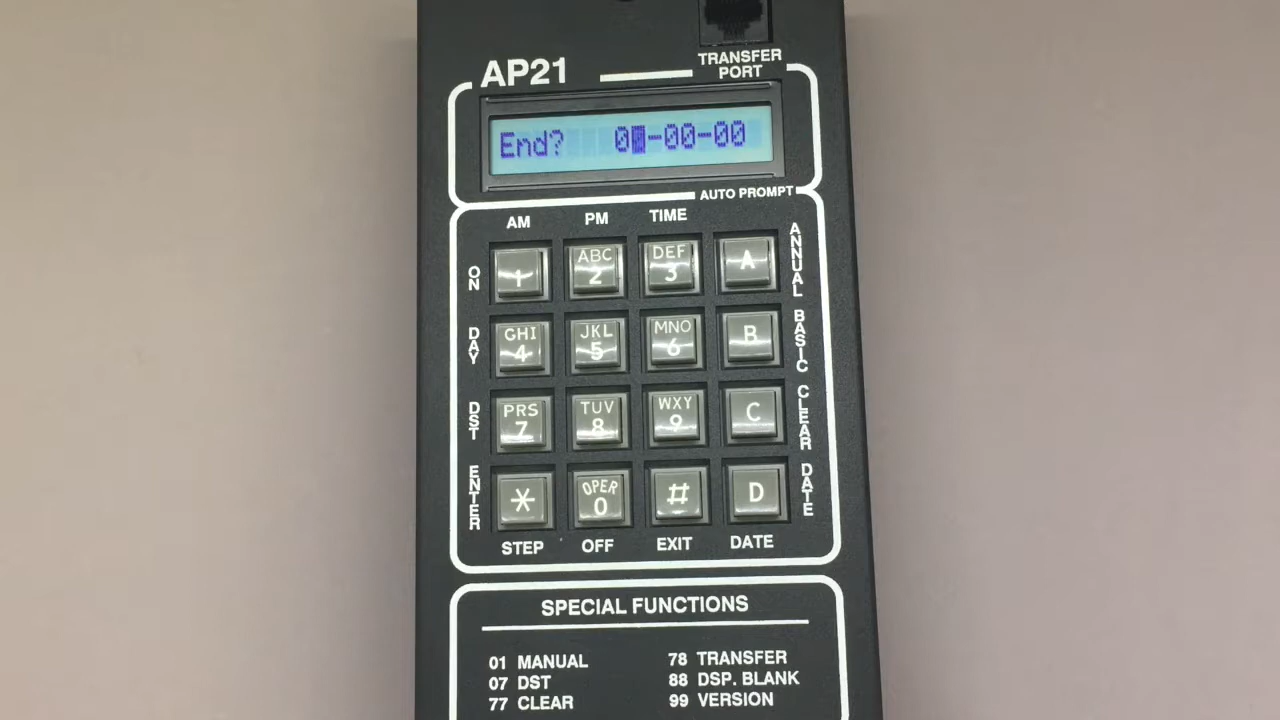 AP21
TRANSFER
PORT
End? 0 -00-00
AUTO PROMPT
AM PM TIME
ON 1 ABC 2 DEF 3 A ANNUAL
DAY GHI 4 JKL 5 MNO 6 B BASIC
DST PRS 7 TUV 8 WXY 9 C CLEAR
ENTER * OPER 0 # D DATE
STEP OFF EXIT DATE
SPECIAL FUNCTIONS
01 MANUAL 78 TRANSFER
07 DST 88 DSP. BLANK
77 CLEAR 99 VERSION